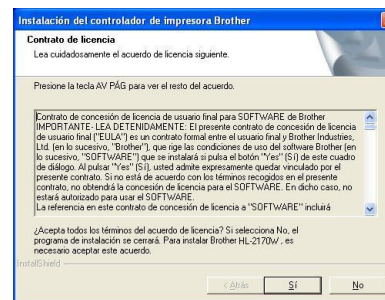 Instalación del controlador de impresora Brother
Contrato de licencia
Lea cuidadosamente el acuerdo de licencia siguiente.
Presione la tecla AV PÁG para ver el resto del acuerdo.
Contrato de concesión de licencia de usuario final para SOFTWARE de Brother
IMPORTANTE- LEA DETENIDAMENTE: El presente contrato de concesión de licencia
de usuario final ("EULA") es un contrato formal entre el usuario final y Brother Industries,
Ltd. (en lo sucesivo, "Brother"), que rige las condiciones de uso del software Brother (en
lo sucesivo, "SOFTWARE") que se instalará si pulsa el botón "Yes" (Sí) de este cuadro
de diálogo. Al pulsar "Yes" (Sí), usted admite expresamente quedar vinculado por el
presente contrato. Si no está de acuerdo con los términos recogidos en el presente
contrato, no obtendrá la concesión de licencia para el SOFTWARE. En dicho caso, no
estará autorizado para usar el SOFTWARE.
La referencia en este contrato de concesión de licencia a "SOFTWARE" incluirá
¿Acepta todos los términos del acuerdo de licencia? Si selecciona No, el
programa de instalación se cerrará. Para instalar Brother HL-2170W , es
necesario aceptar este acuerdo.
InstallShield
< Atrás Sí No